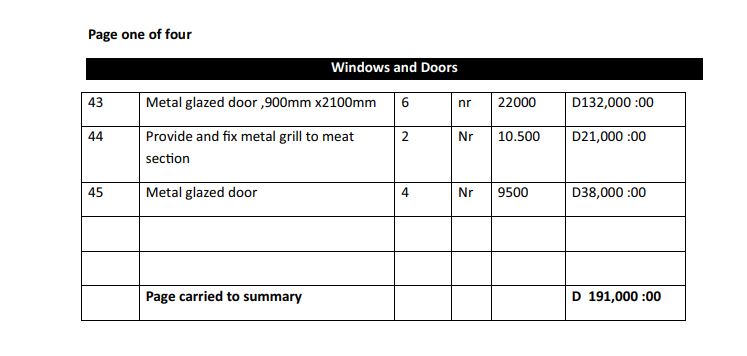 Page one of four
Windows and Doors
43 Metal glazed door ,900mm x2100mm 6 nr 22000 D132,000 :00
44 Provide and fix metal grill to meat 2 Nr 10.500 D21,000 :00
section
45 Metal glazed door 4 Nr 9500 D38,000 :00
Page carried to summary D 191,000 :00